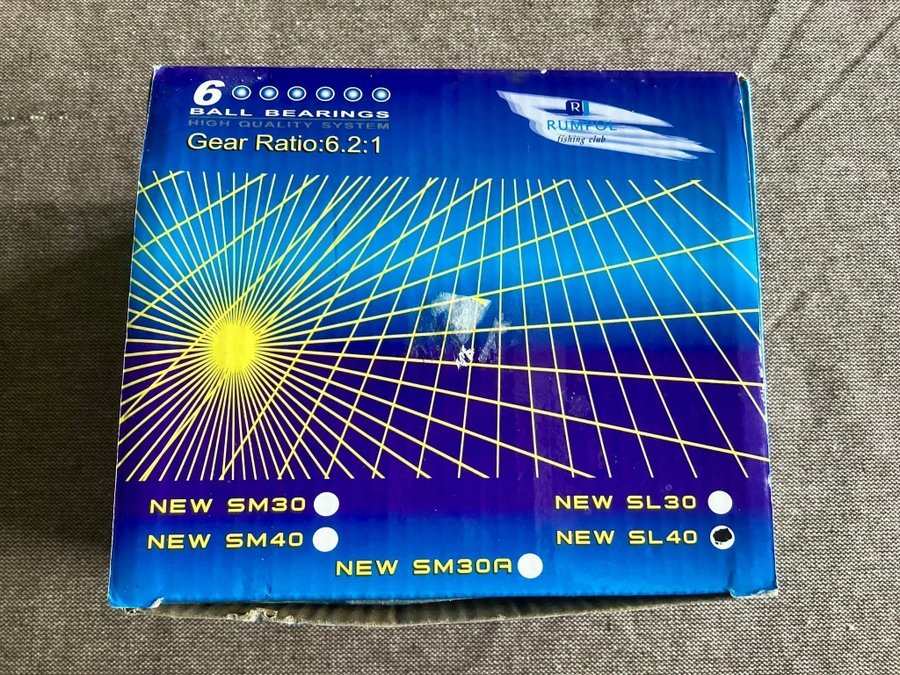 6
BALL BEARINGS
HIGH QUALITY SYSTEM
Gear Ratio:6.2:1
R
RUMPOL
fishing club
NEW SM30
NEW SL30
NEW SM40
NEW SL40
NEW SM30A